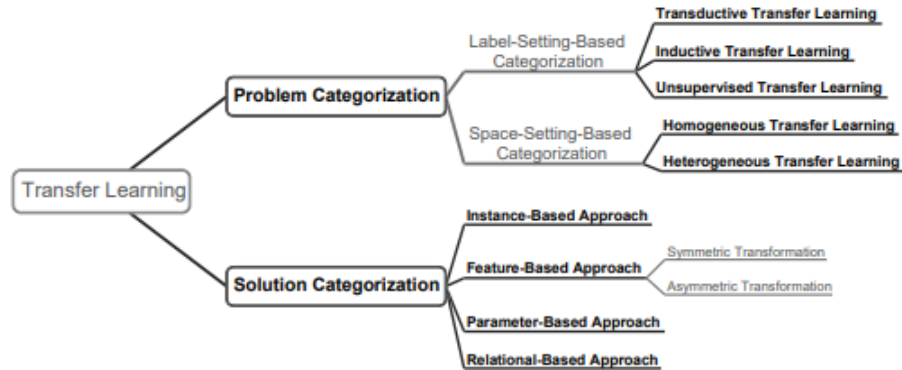 Transfer Learning
Problem Categorization
Label-Setting-Based
Categorization
Transductive Transfer Learning
Inductive Transfer Learning
Unsupervised Transfer Learning
Space-Setting-Based
Categorization
Homogeneous Transfer Learning
Heterogeneous Transfer Learning
Solution Categorization
Instance-Based Approach
Feature-Based Approach
Symmetric Transformation
Asymmetric Transformation
Parameter-Based Approach
Relational-Based Approach